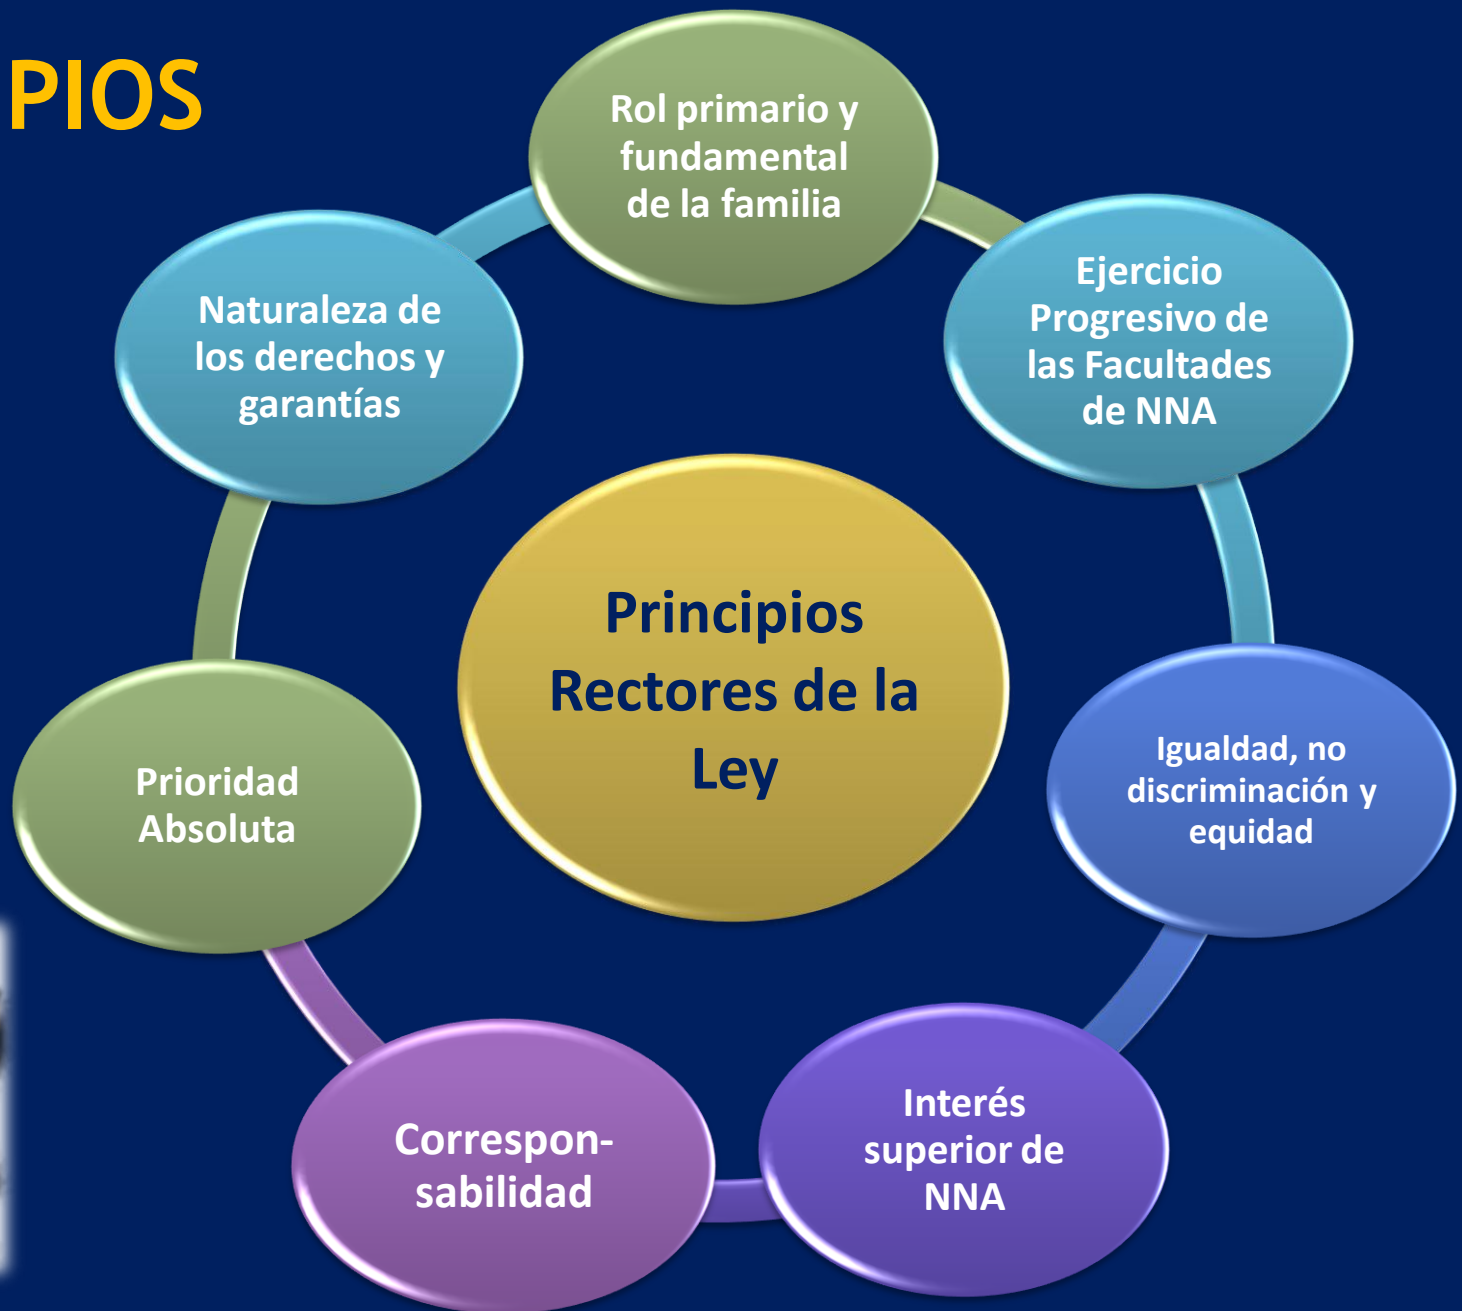 PIOS
Rol primario y
fundamental
de la familia
Ejercicio
Progresivo de
las Facultades
de NNA
Igualdad, no
discriminación y
equidad
Interés
superior de
NNA
Correspon-
sabilidad
Prioridad
Absoluta
Naturaleza de
los derechos y
garantías
Principios
Rectores de la
Ley